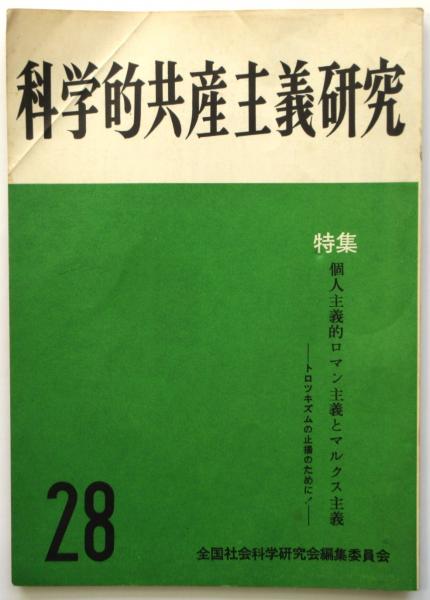 科学的共産主義研究
特集
個人主義的ロマン主義とマルクス主義
──トロツキズムの止揚のために！──
28
全国社会科学研究会編集委員会